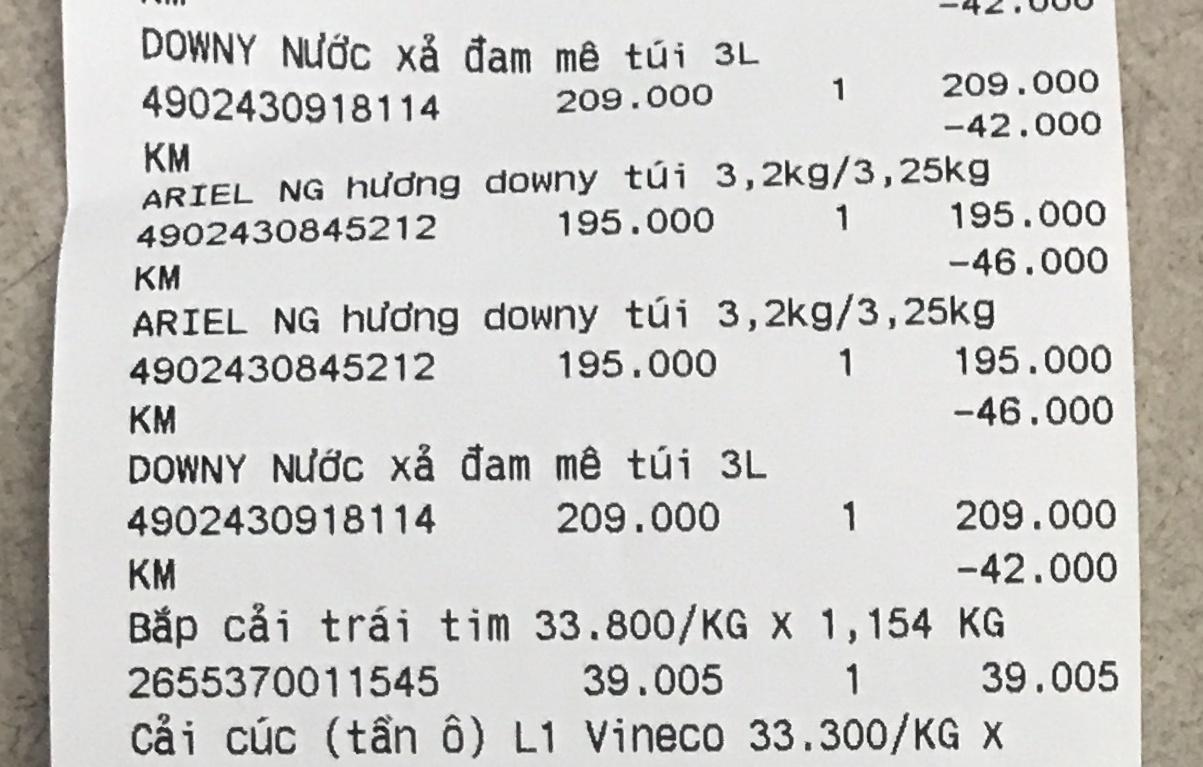 -42.000
DOWNY Nước xả đam mê túi 3L
4902430918114 209.000 1 209.000
KM -42.000
ARIEL NG hương downy túi 3,2kg/3,25kg
4902430845212 195.000 1 195.000
KM -46.000
ARIEL NG hương downy túi 3,2kg/3,25kg
4902430845212 195.000 1 195.000
KM -46.000
DOWNY Nước xả đam mê túi 3L
4902430918114 209.000 1 209.000
KM -42.000
Bắp cải trái tim 33.800/KG X 1,154 KG
2655370011545 39.005 1 39.005
Cải cúc (tần ô) L1 Vineco 33.300/KG X